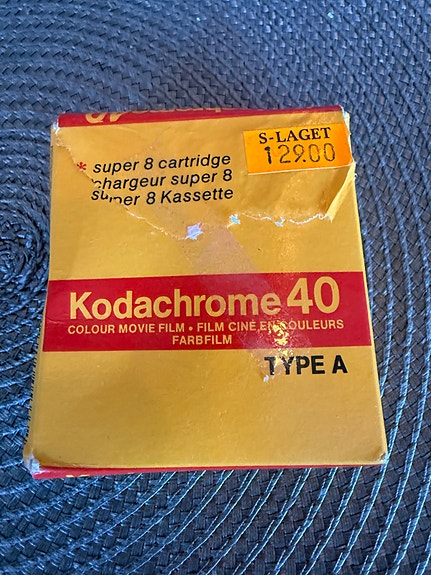 S-LAGET
129.00
* super 8 cartridge
chargeur super 8
super 8 Kassette
Kodachrome 40
COLOUR MOVIE FILM • FILM CINÉ EN COULEURS
FARBFILM
TYPE A